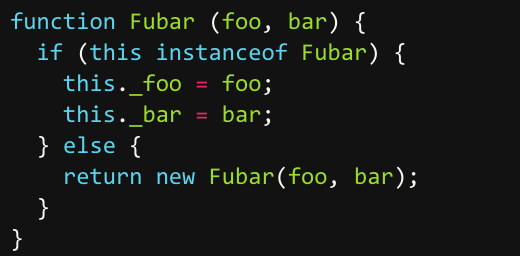 function Fubar (foo, bar) {
  if (this instanceof Fubar) {
    this._foo = foo;
    this._bar = bar;
  } else {
    return new Fubar(foo, bar);
  }
}